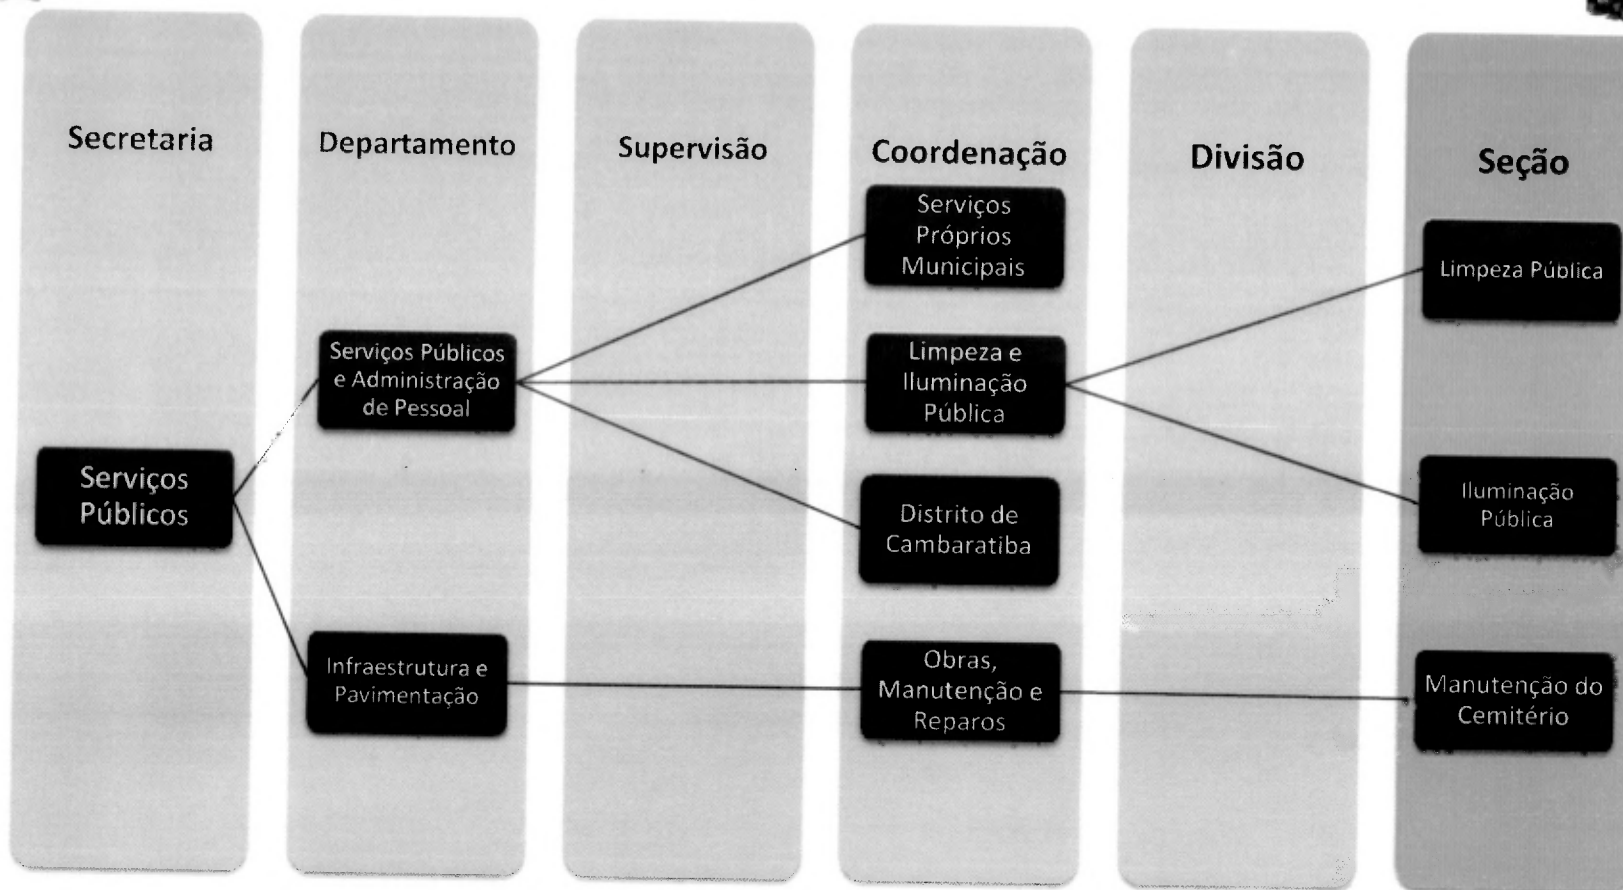 Secretaria
Departamento
Supervisão
Coordenação
Divisão
Seção
Serviços
Públicos
Serviços Públicos
e Administração
de Pessoal
Infraestrutura e
Pavimentação
Serviços
Próprios
Municipais
Limpeza e
Iluminação
Pública
Distrito de
Cambaratiba
Obras,
Manutenção e
Reparos
Limpeza Pública
Iluminação
Pública
Manutenção do
Cemitério